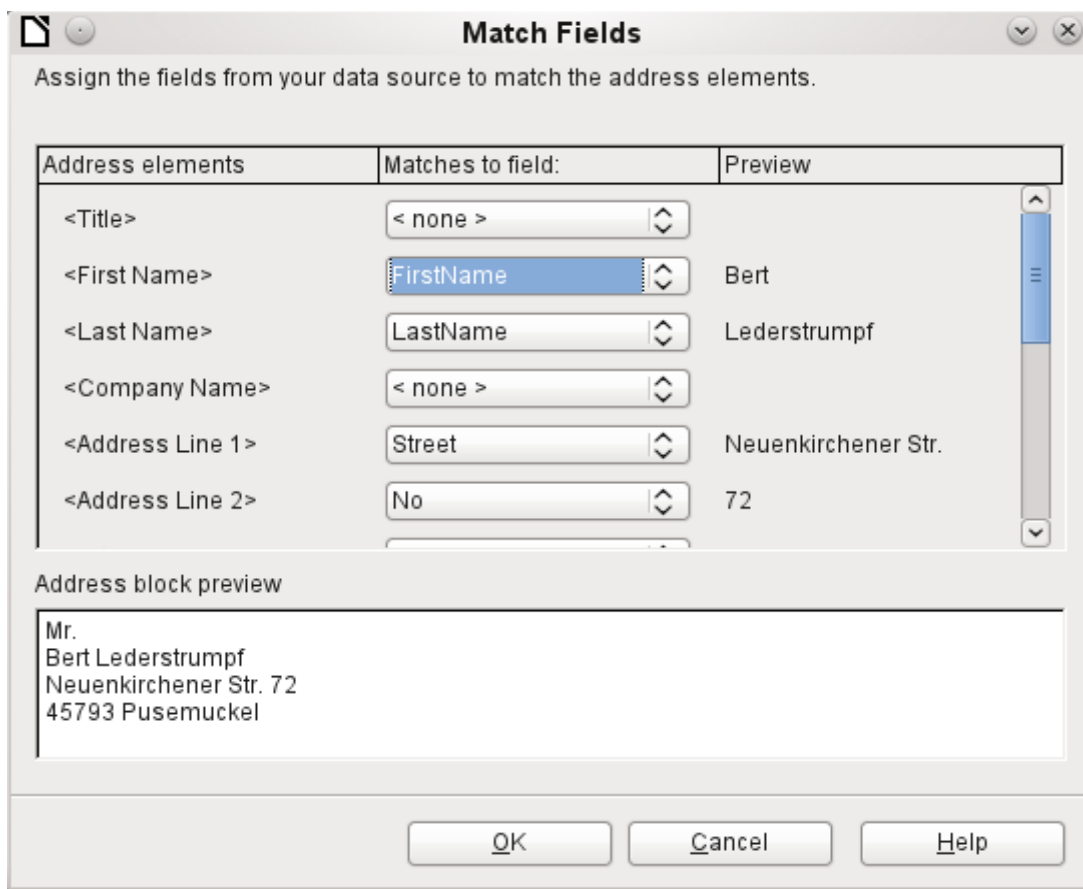 Match Fields
Assign the fields from your data source to match the address elements.
Address elements Matches to field: Preview
<Title> < none >
<First Name> FirstName Bert
<Last Name> LastName Lederstrumpf
<Company Name> < none >
<Address Line 1> Street Neuenkirchener Str.
<Address Line 2> No 72
Address block preview
Mr.
Bert Lederstrumpf
Neuenkirchener Str. 72
45793 Pusemuckel
OK Cancel Help